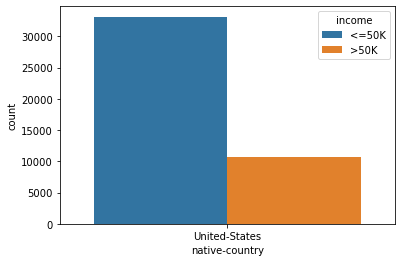 income
<=50K
>50K
30000
25000
20000
15000
10000
5000
0
count
United-States
native-country